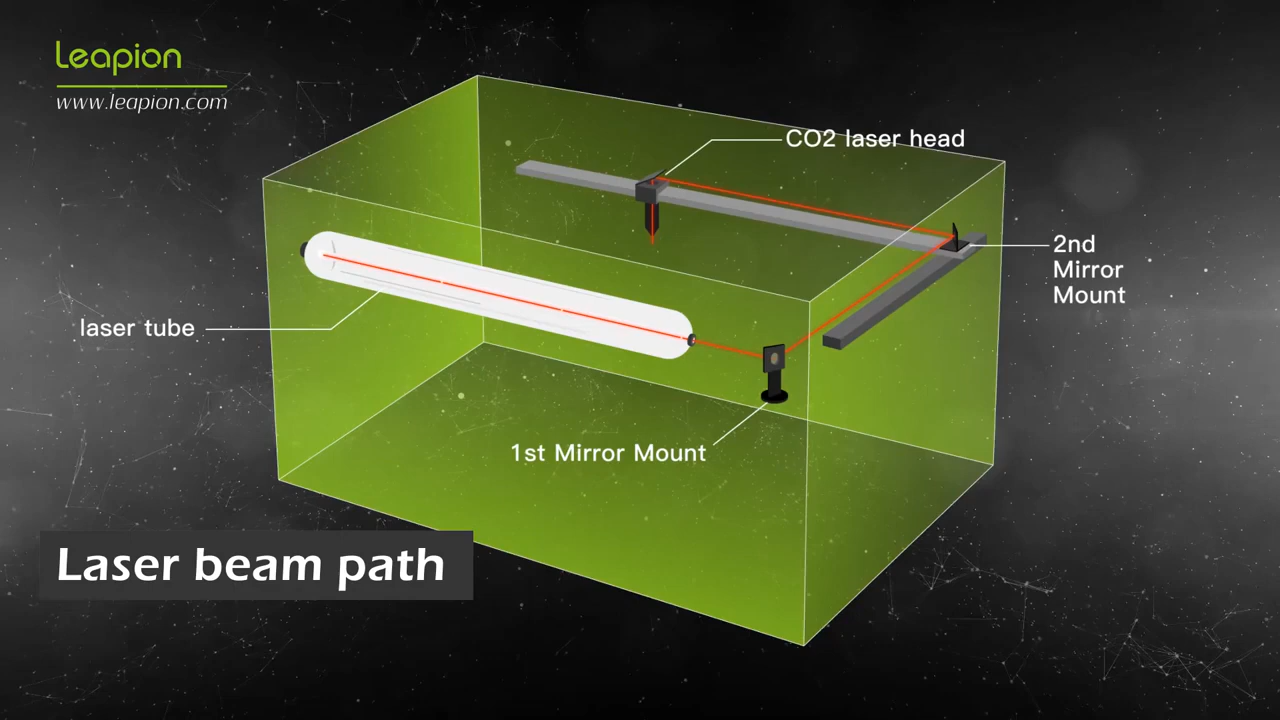 Leapion
www.leapion.com
CO2 laser head
2nd
Mirror
Mount
laser tube
1st Mirror Mount
Laser beam path